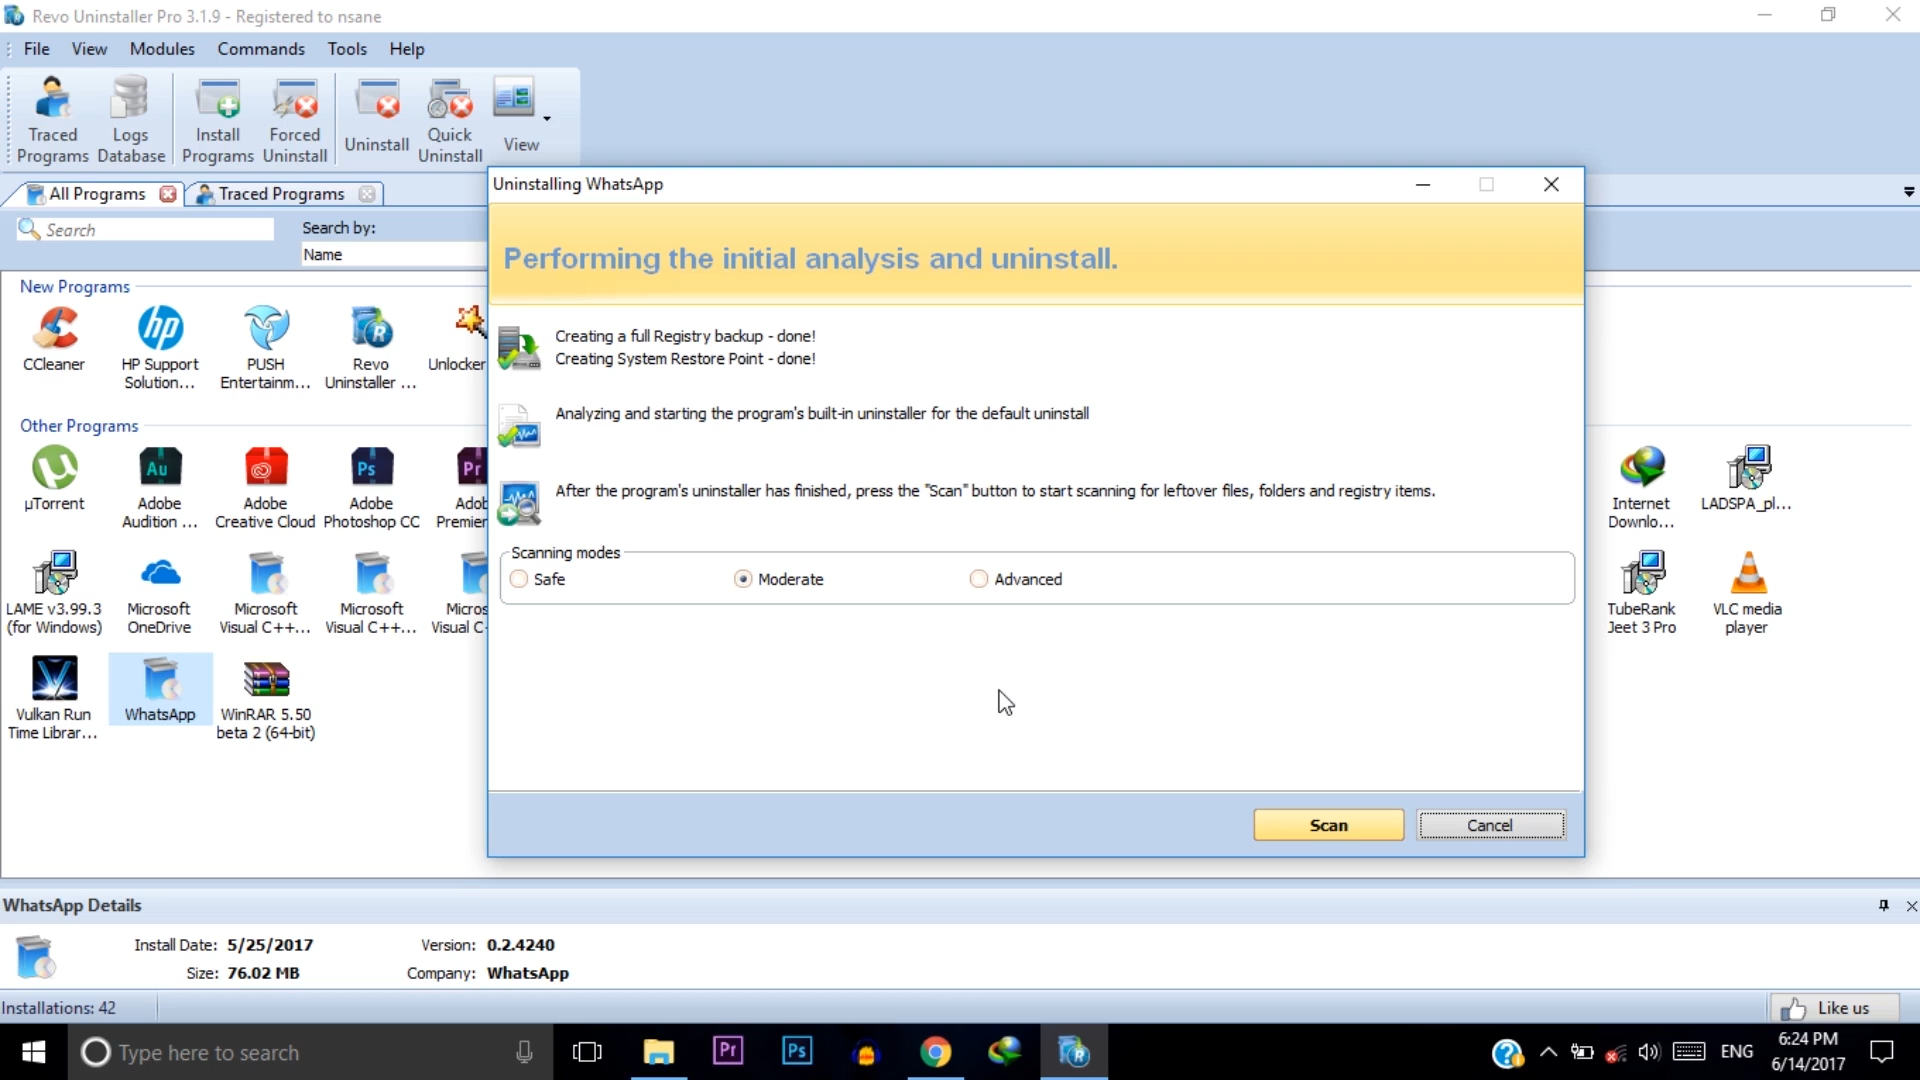 Revo Uninstaller Pro 3.1.9 - Registered to nsane
File View Modules Commands Tools Help
Traced Programs
Logs Database
Install Programs
Forced Uninstall
Uninstall
Quick Uninstall
View
All Programs
Traced Programs
Search
Search by:
Name
New Programs
CCleaner
HP Support Solution...
PUSH Entertainm...
Revo Uninstaller ...
Unlocker
Other Programs
µTorrent
Adobe Audition ...
Adobe Creative Cloud
Adobe Photoshop CC
Adob
Premier
Internet Downlo...
LADSPA_pl...
LAME v3.99.3 (for Windows)
Microsoft OneDrive
Microsoft Visual C++...
Microsoft Visual C++...
Micros
Visual C
TubeRank Jeet 3 Pro
VLC media player
Vulkan Run Time Librar...
WhatsApp
WinRAR 5.50 beta 2 (64-bit)
Uninstalling WhatsApp
Performing the initial analysis and uninstall.
Creating a full Registry backup - done!
Creating System Restore Point - done!
Analyzing and starting the program's built-in uninstaller for the default uninstall
After the program's uninstaller has finished, press the "Scan" button to start scanning for leftover files, folders and registry items.
Scanning modes
Safe Moderate Advanced
Scan Cancel
WhatsApp Details
Install Date: 5/25/2017 Version: 0.2.4240
Size: 76.02 MB Company: WhatsApp
Installations: 42
Like us
Type here to search
Pr
Ps
ENG
6:24 PM
6/14/2017